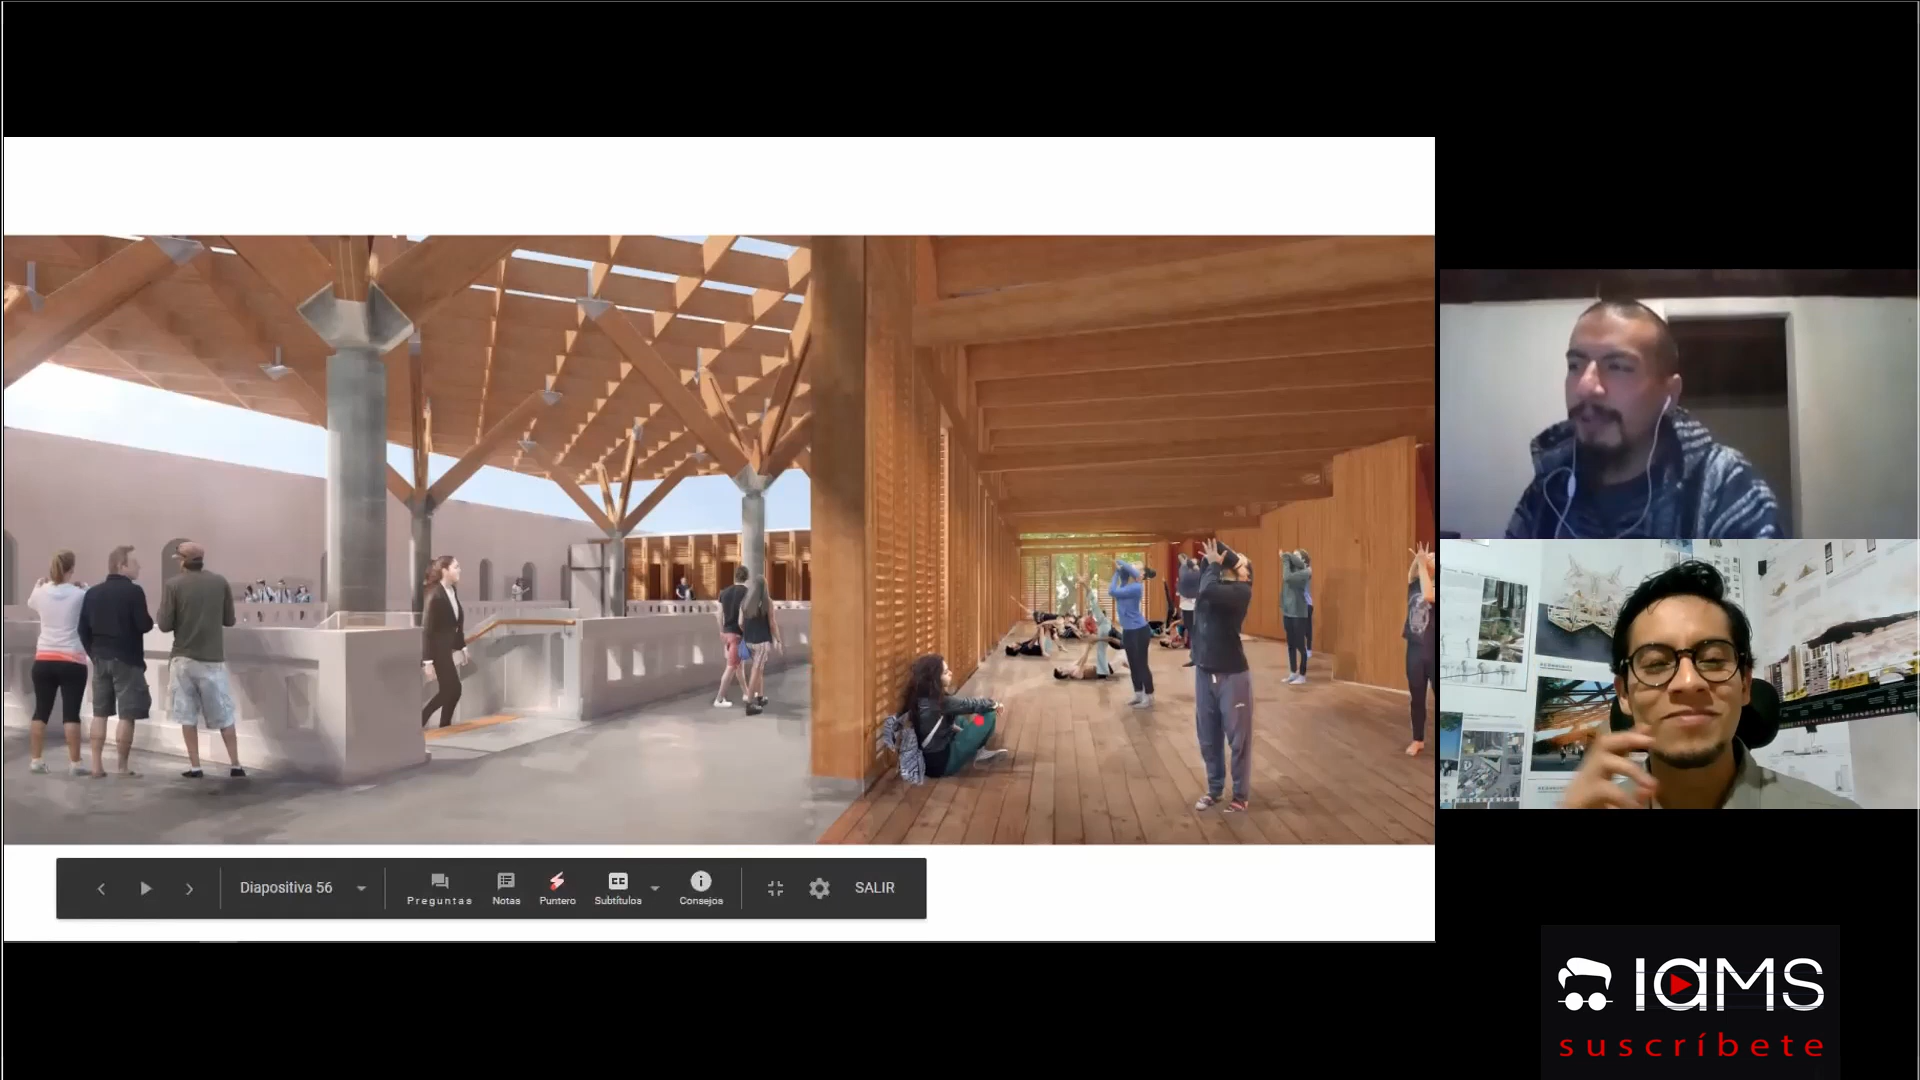 Diapositiva 56
Preguntas
Notas
Puntero
Subtítulos
Consejos
SALIR
IaMS
suscríbete